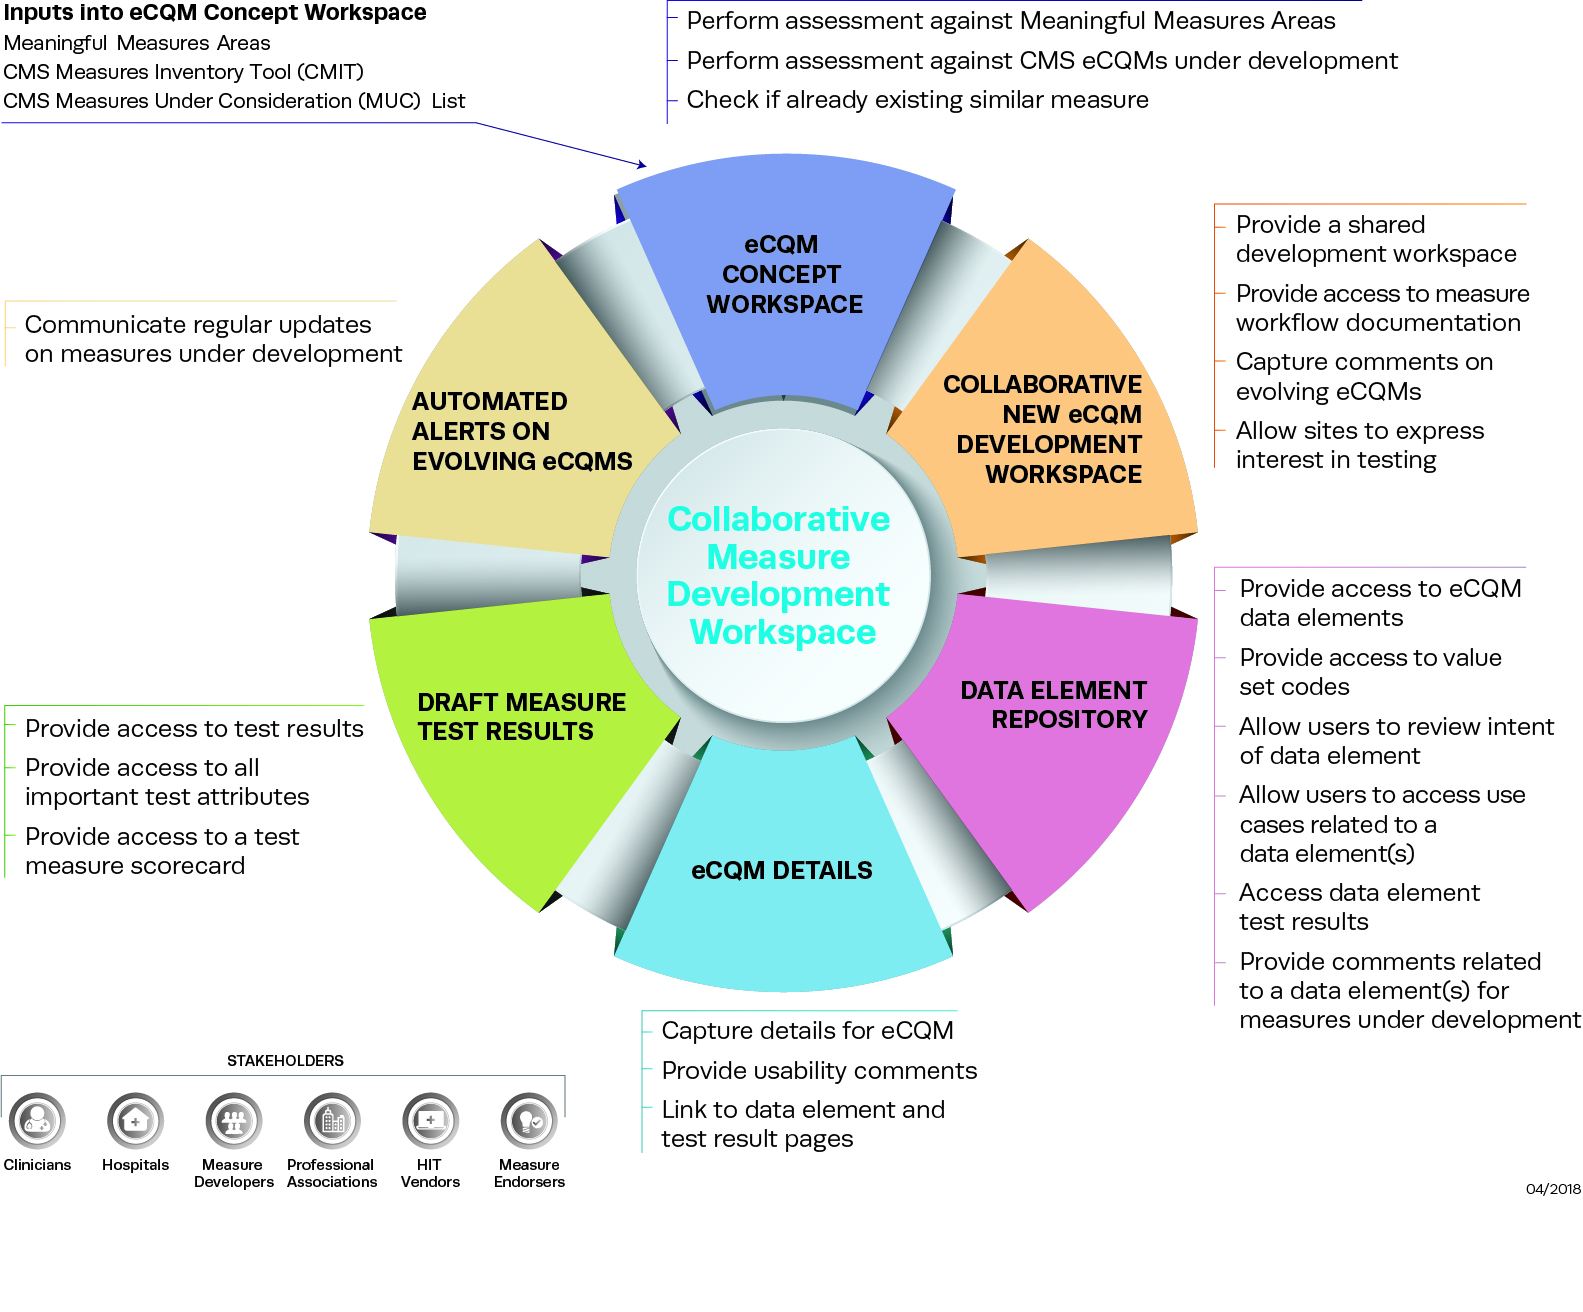 Inputs into eCQM Concept Workspace
Meaningful Measures Areas
CMS Measures Inventory Tool (CMIT)
CMS Measures Under Consideration (MUC) List
Perform assessment against Meaningful Measures Areas
Perform assessment against CMS eCQMs under development
Check if already existing similar measure
eCQM
CONCEPT
WORKSPACE
Provide a shared
development workspace
Provide access to measure
workflow documentation
Capture comments on
evolving eCQMs
Allow sites to express
interest in testing
COLLABORATIVE
NEW eCQM
DEVELOPMENT
WORKSPACE
Communicate regular updates
on measures under development
AUTOMATED
ALERTS ON
EVOLVING eCQMS
Collaborative
Measure
Development
Workspace
Provide access to eCQM
data elements
Provide access to value
set codes
Allow users to review intent
of data element
Allow users to access use
cases related to a
data element(s)
Access data element
test results
Provide comments related
to a data element(s) for
measures under development
DATA ELEMENT
REPOSITORY
DRAFT MEASURE
TEST RESULTS
Provide access to test results
Provide access to all
important test attributes
Provide access to a test
measure scorecard
eCQM DETAILS
Capture details for eCQM
Provide usability comments
Link to data element and
test result pages
STAKEHOLDERS
Clinicians
Hospitals
Measure
Developers
Professional
Associations
HIT
Vendors
Measure
Endorsers
04/2018